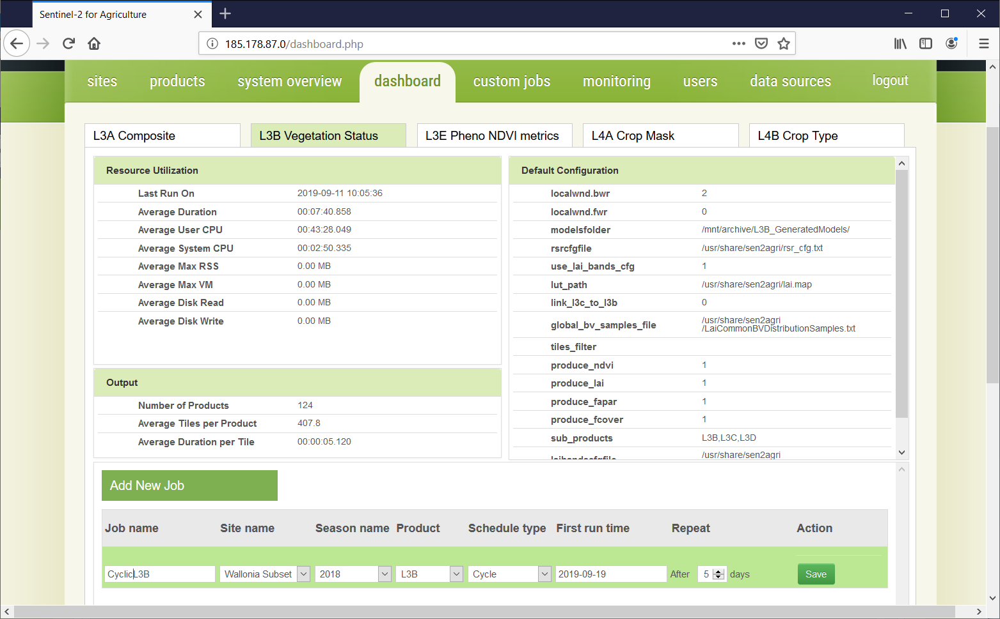 Sentinel-2 for Agriculture
185.178.87.0/dashboard.php
sites products system overview dashboard custom jobs monitoring users data sources logout
L3A Composite L3B Vegetation Status L3E Pheno NDVI metrics L4A Crop Mask L4B Crop Type
Resource Utilization
Last Run On 2019-09-11 10:05:36
Average Duration 00:07:40.858
Average User CPU 00:43:28.049
Average System CPU 00:02:50.335
Average Max RSS 0.00 MB
Average Max VM 0.00 MB
Average Disk Read 0.00 MB
Average Disk Write 0.00 MB
Output
Number of Products 124
Average Tiles per Product 407.8
Average Duration per Tile 00:00:05.120
Default Configuration
localwnd.bwr 2
localwnd.fwr 0
modelsfolder /mnt/archive/L3B_GeneratedModels/
rsrcfgfile /usr/share/sen2agri/rsr_cfg.txt
use_lai_bands_cfg 1
lut_path /usr/share/sen2agri/lai.map
link_l3c_to_l3b 0
global_bv_samples_file /usr/share/sen2agri
/LaiCommonBVDistributionSamples.txt
tiles_filter
produce_ndvi 1
produce_lai 1
produce_fapar 1
produce_fcover 1
sub_products L3B,L3C,L3D
/usr/share/sen2agri
Add New Job
Job name Site name Season name Product Schedule type First run time Repeat Action
CyclicL3B Wallonia Subset 2018 L3B Cycle 2019-09-19 After 5 days Save